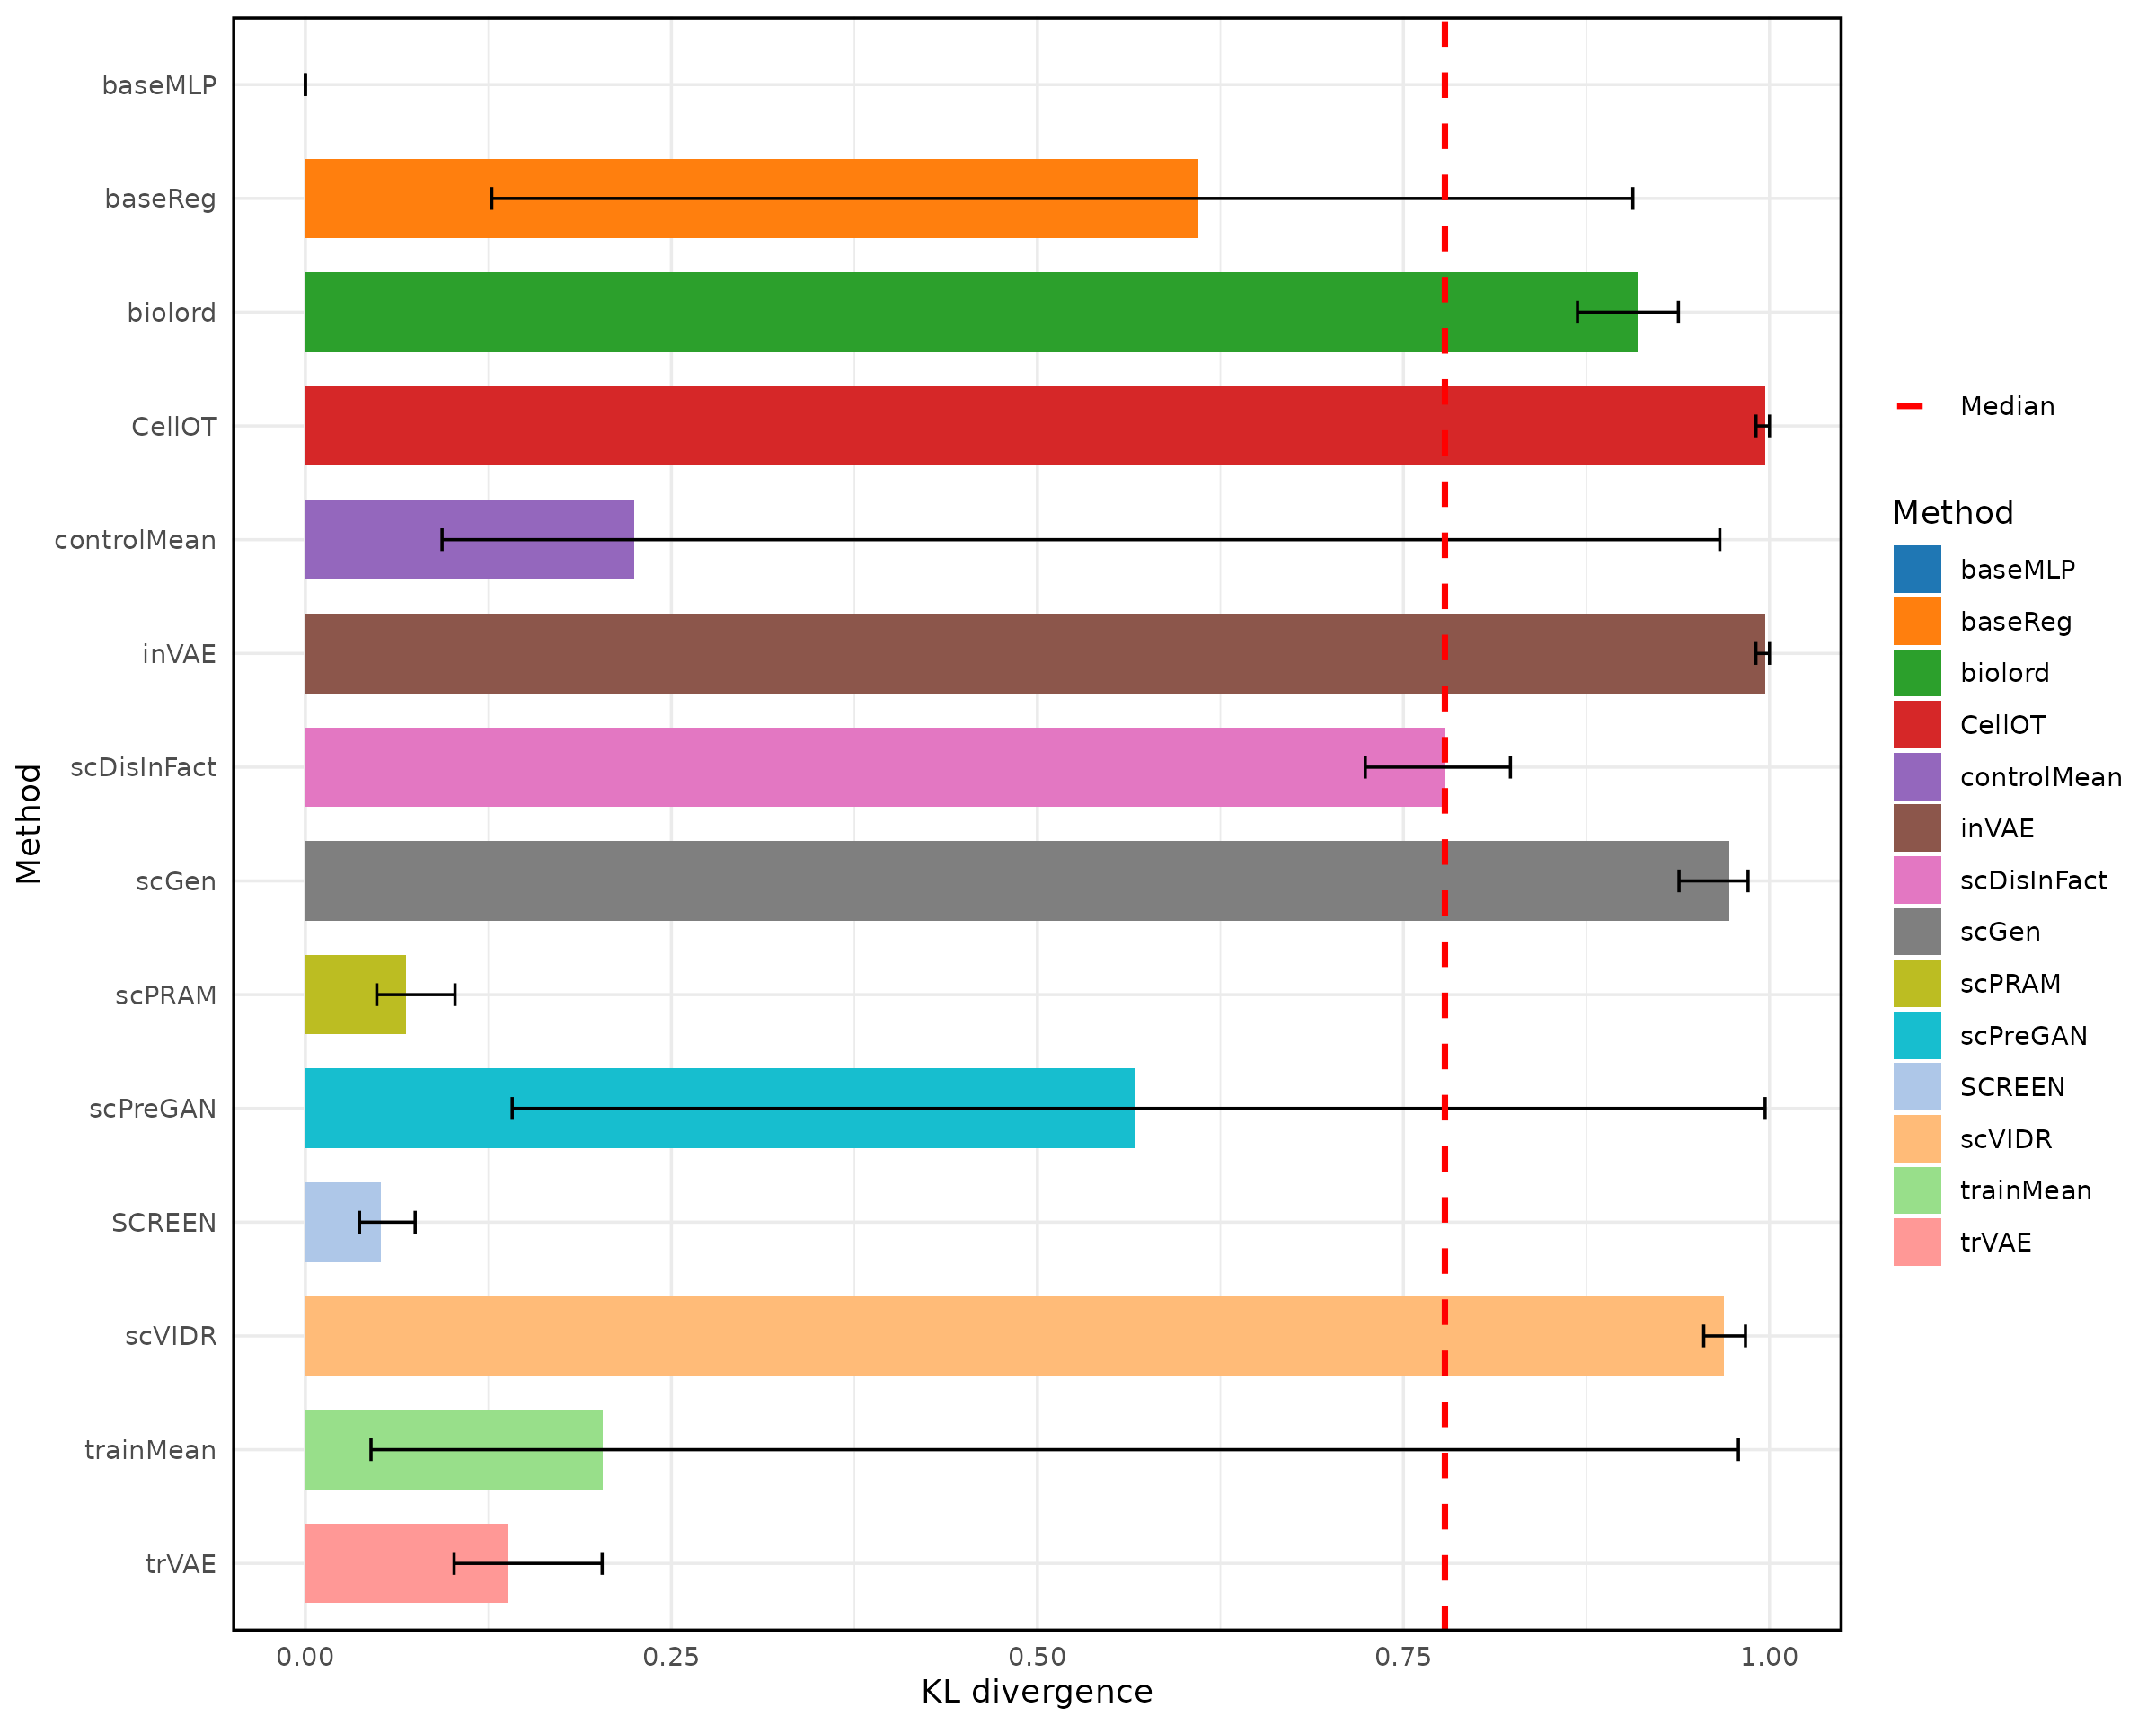 baseMLP
baseReg
biolord
CellOT
controlMean
inVAE
scDisInFact
scGen
scPRAM
scPreGAN
SCREEN
scVIDR
trainMean
trVAE
Method
0.00 0.25 0.50 0.75 1.00
KL divergence
Median
Method
baseMLP
baseReg
biolord
CellOT
controlMean
inVAE
scDisInFact
scGen
scPRAM
scPreGAN
SCREEN
scVIDR
trainMean
trVAE